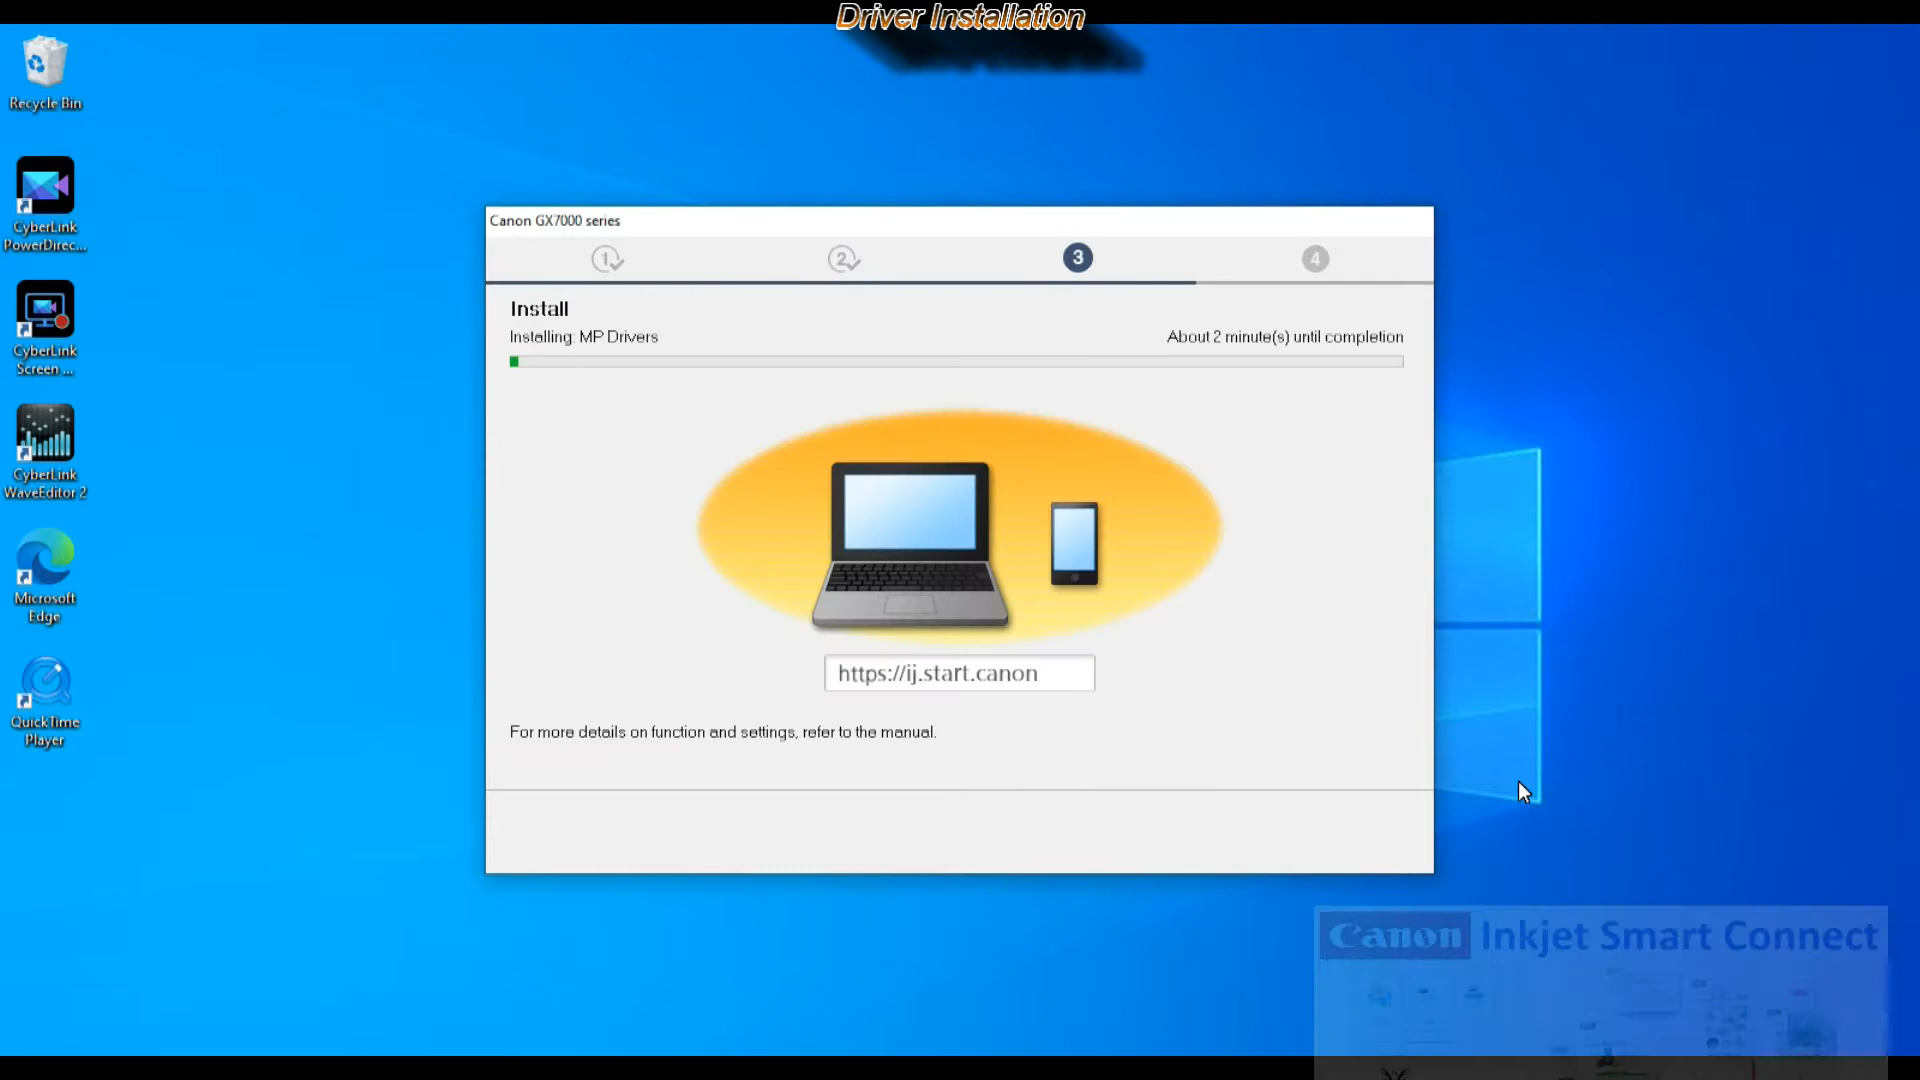 Driver Installation
Recycle Bin
CyberLink
PowerDirec...
CyberLink
Screen ...
CyberLink
WaveEditor 2
Microsoft
Edge
QuickTime
Player
Canon GX7000 series
1
2
3
4
Install
Installing: MP Drivers
About 2 minute(s) until completion
https://ij.start.canon
For more details on function and settings, refer to the manual.
Canon Inkjet Smart Connect